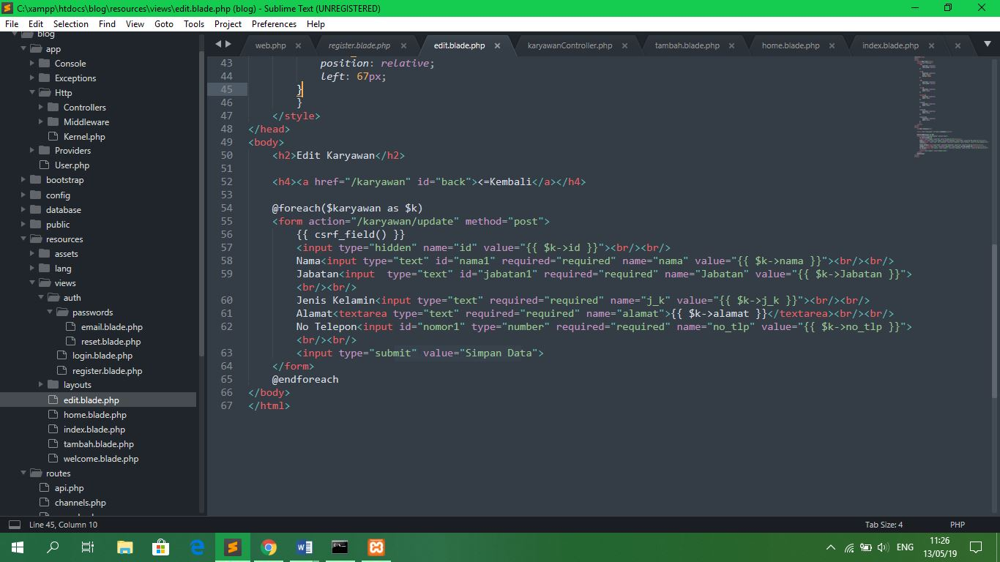 C:\xampp\htdocs\blog\resources\views\edit.blade.php (blog) - Sublime Text (UNREGISTERED)
File Edit Selection Find View Goto Tools Project Preferences Help
blog
app
Console
Exceptions
Http
Controllers
Middleware
Kernel.php
Providers
User.php
bootstrap
config
database
public
resources
assets
lang
views
auth
passwords
email.blade.php
reset.blade.php
login.blade.php
register.blade.php
layouts
edit.blade.php
home.blade.php
index.blade.php
tambah.blade.php
welcome.blade.php
routes
api.php
channels.php
web.php register.blade.php edit.blade.php karyawanController.php tambah.blade.php home.blade.php index.blade.php
43 position: relative;
44 left: 67px;
45 }
46 }
47 </style>
48 </head>
49 <body>
50 <h2>Edit Karyawan</h2>
51
52 <h4><a href="/karyawan" id="back"><=Kembali</a></h4>
53
54 @foreach($karyawan as $k)
55 <form action="/karyawan/update" method="post">
56 {{ csrf_field() }}
57 <input type="hidden" name="id" value="{{ $k->id }}"><br/><br/>
58 Nama<input type="text" id="nama1" required="required" name="nama" value="{{ $k->nama }}"><br/><br/>
59 Jabatan<input  type="text" id="jabatan1" required="required" name="Jabatan" value="{{ $k->Jabatan }}">
<br/><br/>
60 Jenis Kelamin<input type="text" required="required" name="j_k" value="{{ $k->j_k }}"><br/><br/>
61 Alamat<textarea type="text" required="required" name="alamat">{{ $k->alamat }}</textarea><br/><br/>
62 No Telepon<input id="nomor1" type="number" required="required" name="no_tlp" value="{{ $k->no_tlp }}">
<br/><br/>
63 <input type="submit" value="Simpan Data">
64 </form>
65 @endforeach
66 </body>
67 </html>
Line 45, Column 10
Tab Size: 4 PHP
ENG
11:26
13/05/19